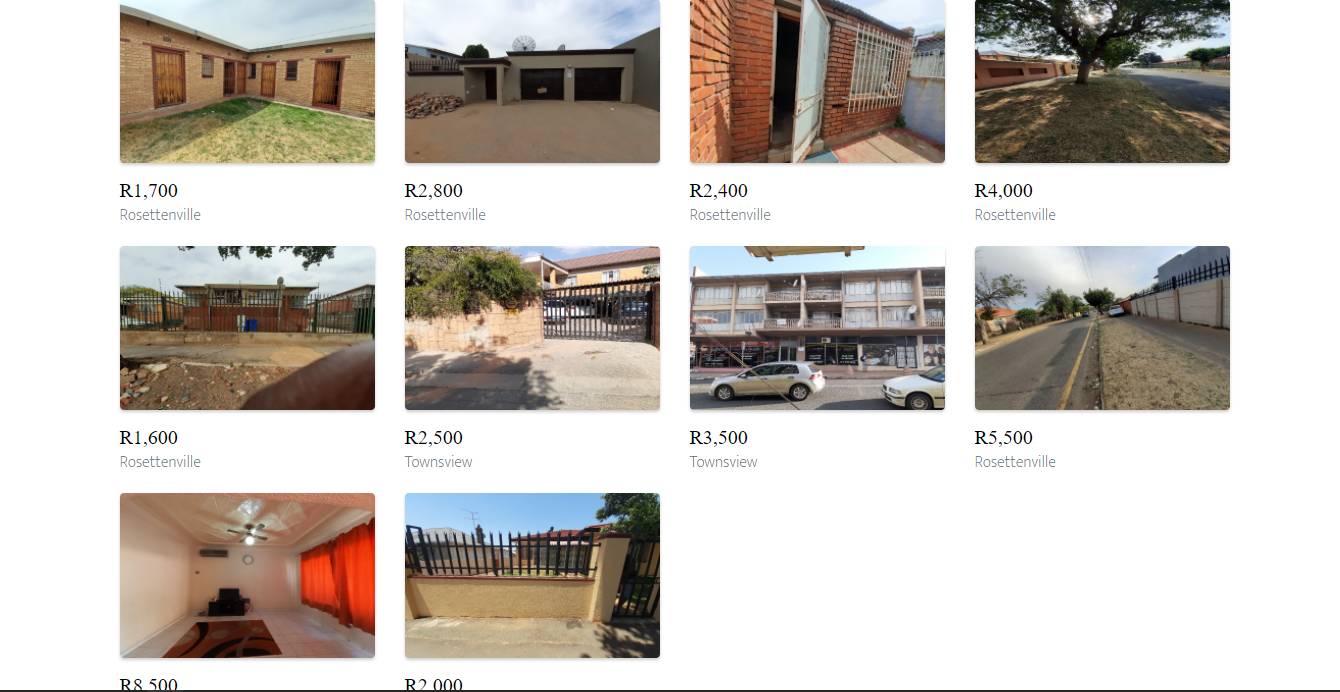 R1,700
Rosettenville
R2,800
Rosettenville
R2,400
Rosettenville
R4,000
Rosettenville
R1,600
Rosettenville
R2,500
Townsview
R3,500
Townsview
R5,500
Rosettenville
R8,500
R2,000